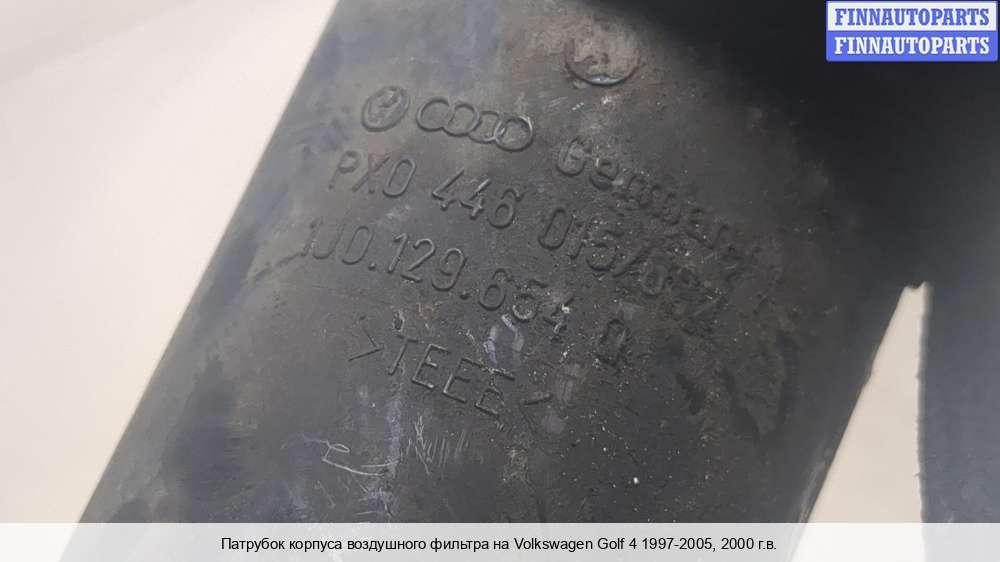 FINNAUTOPARTS
FINNAUTOPARTS
Germany
PX0 446 015/
1J0.129.654 Q
>TEEE<
Патрубок корпуса воздушного фильтра на Volkswagen Golf 4 1997-2005, 2000 г.в.